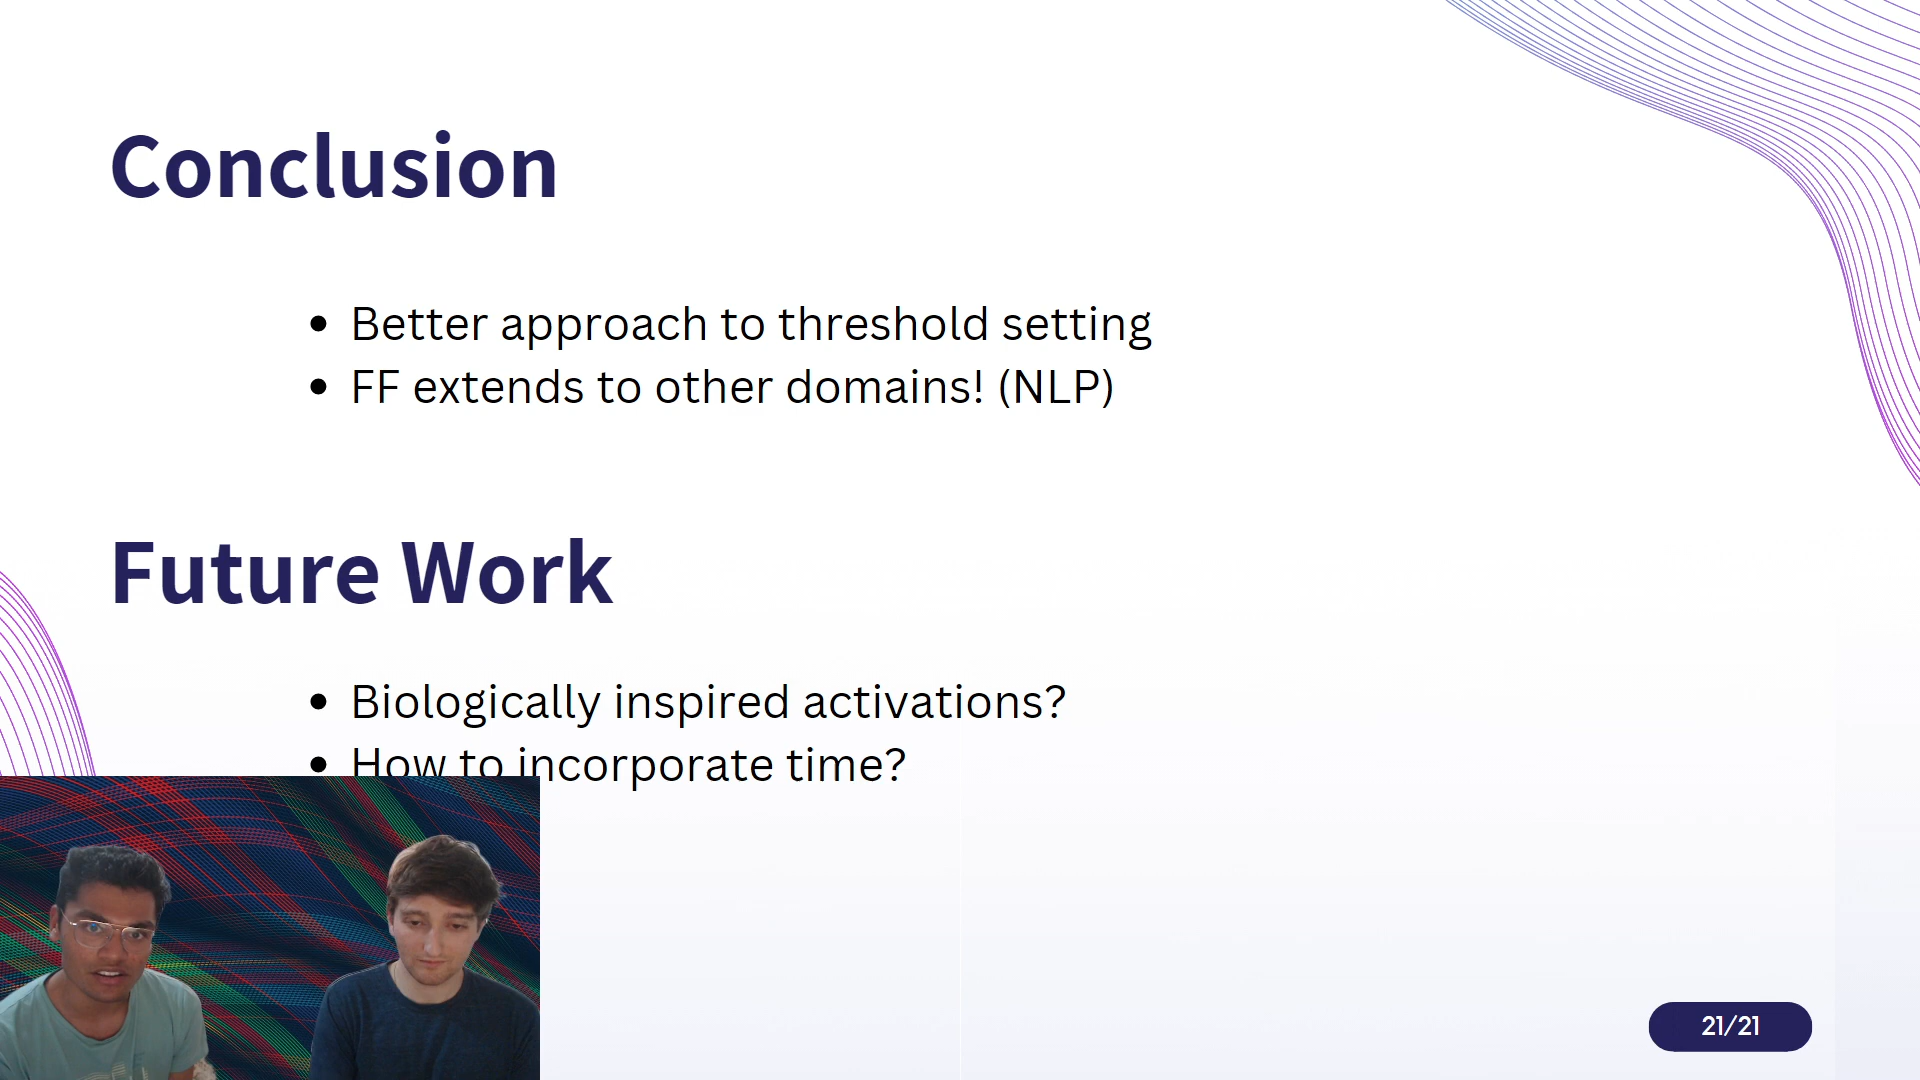 Conclusion
• Better approach to threshold setting
• FF extends to other domains! (NLP)
Future Work
• Biologically inspired activations?
• How to incorporate time?
21/21